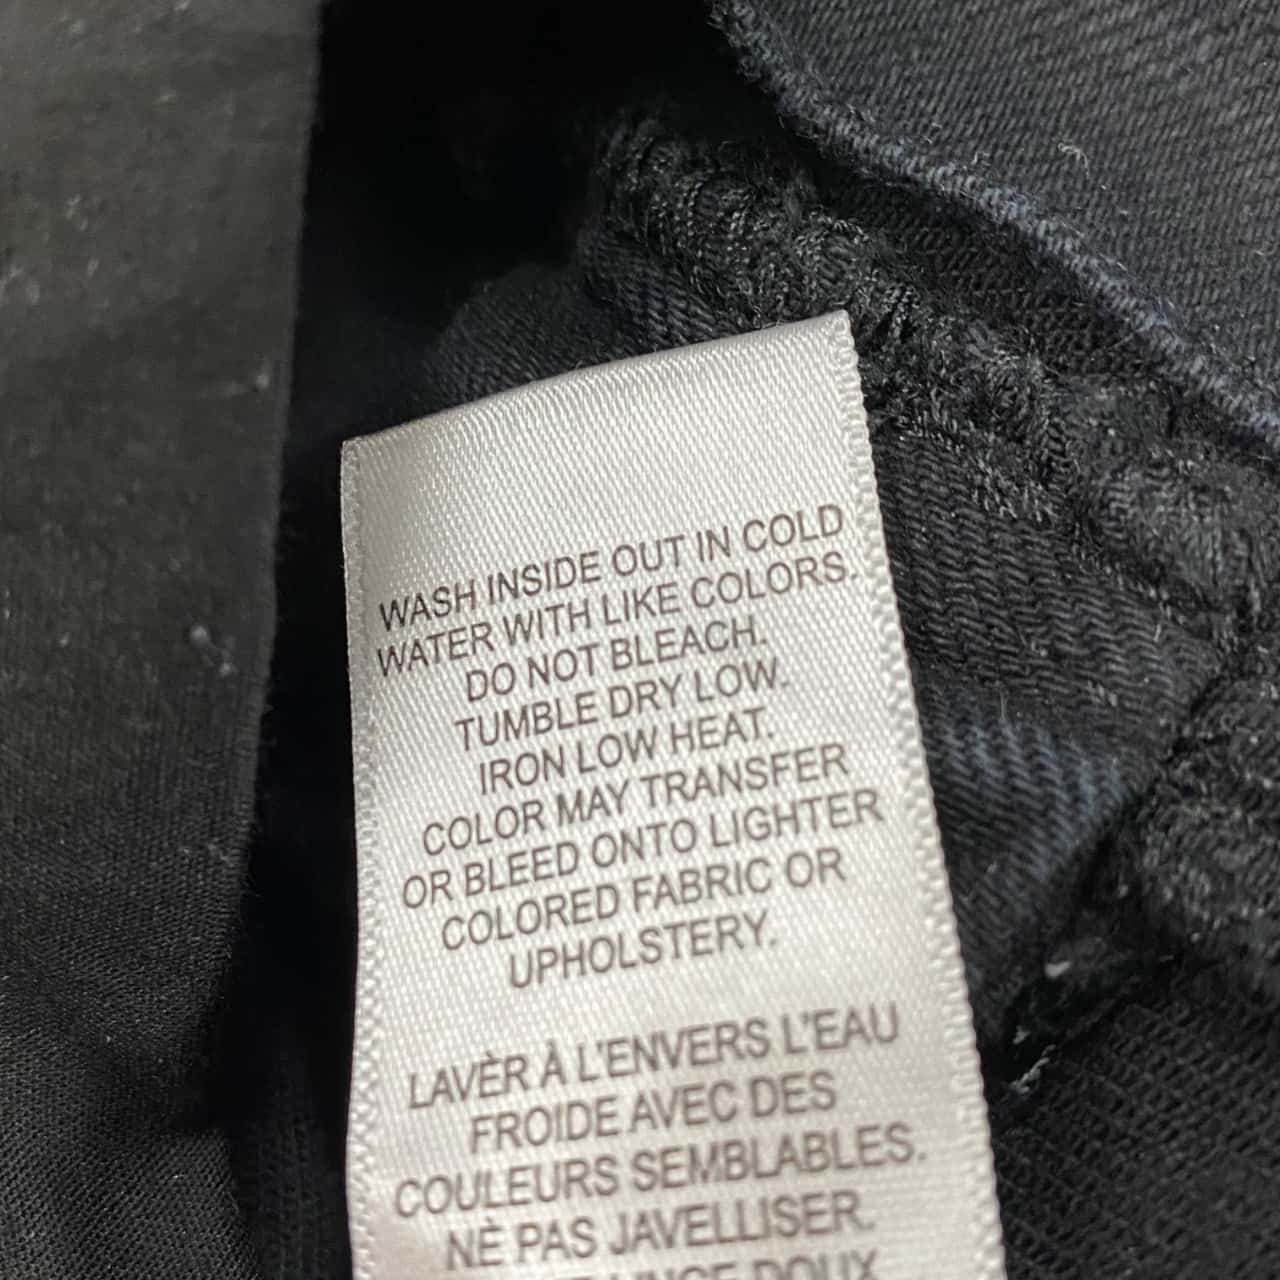 WASH INSIDE OUT IN COLD
WATER WITH LIKE COLORS.
DO NOT BLEACH.
TUMBLE DRY LOW.
IRON LOW HEAT.
COLOR MAY TRANSFER
OR BLEED ONTO LIGHTER
COLORED FABRIC OR
UPHOLSTERY.
LAVÈR À L'ENVERS L'EAU
FROIDE AVEC DES
COULEURS SEMBLABLES.
NÈ PAS JAVELLISER.
DOUX